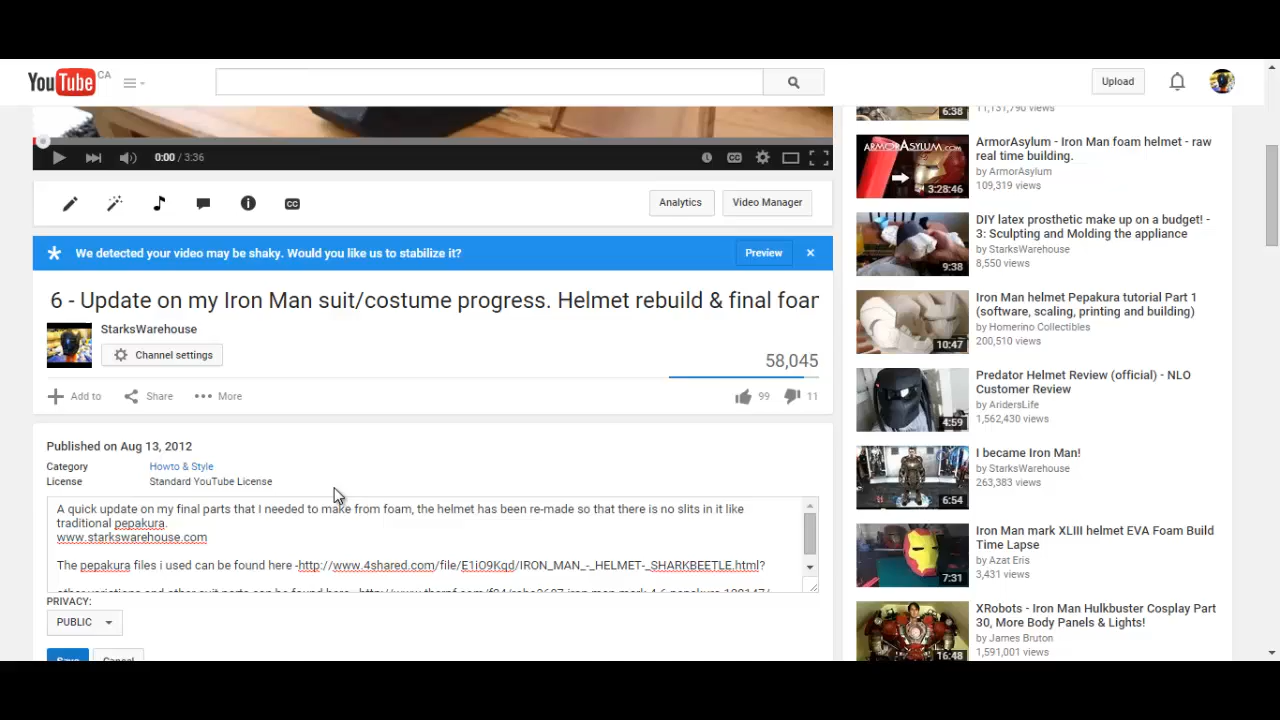 YouTube CA
Upload
6:38
11,131,790 views
0:00 / 3:36
CC
Analytics
Video Manager
We detected your video may be shaky. Would you like us to stabilize it?
Preview
6 - Update on my Iron Man suit/costume progress. Helmet rebuild & final foar
StarksWarehouse
Channel settings
58,045
Add to
Share
More
99
11
Published on Aug 13, 2012
Category Howto & Style
License Standard YouTube License
A quick update on my final parts that I needed to make from foam, the helmet has been re-made so that there is no slits in it like
traditional pepakura.
www.starkswarehouse.com
The pepakura files i used can be found here -http://www.4shared.com/file/E1iO9Kqd/IRON_MAN_-_HELMET-_SHARKBEETLE.html?
PRIVACY:
PUBLIC
Save
Cancel
ARMORASYLUM.COM
3:28:46
ArmorAsylum - Iron Man foam helmet - raw
real time building.
by ArmorAsylum
109,319 views
9:38
DIY latex prosthetic make up on a budget! -
3: Sculpting and Molding the appliance
by StarksWarehouse
8,550 views
10:47
Iron Man helmet Pepakura tutorial Part 1
(software, scaling, printing and building)
by Homerino Collectibles
200,510 views
4:59
Predator Helmet Review (official) - NLO
Customer Review
by AridersLife
1,562,430 views
6:54
I became Iron Man!
by StarksWarehouse
263,383 views
7:31
Iron Man mark XLIII helmet EVA Foam Build
Time Lapse
by Azat Eris
3,431 views
16:48
XRobots - Iron Man Hulkbuster Cosplay Part
30, More Body Panels & Lights!
by James Bruton
1,591,001 views